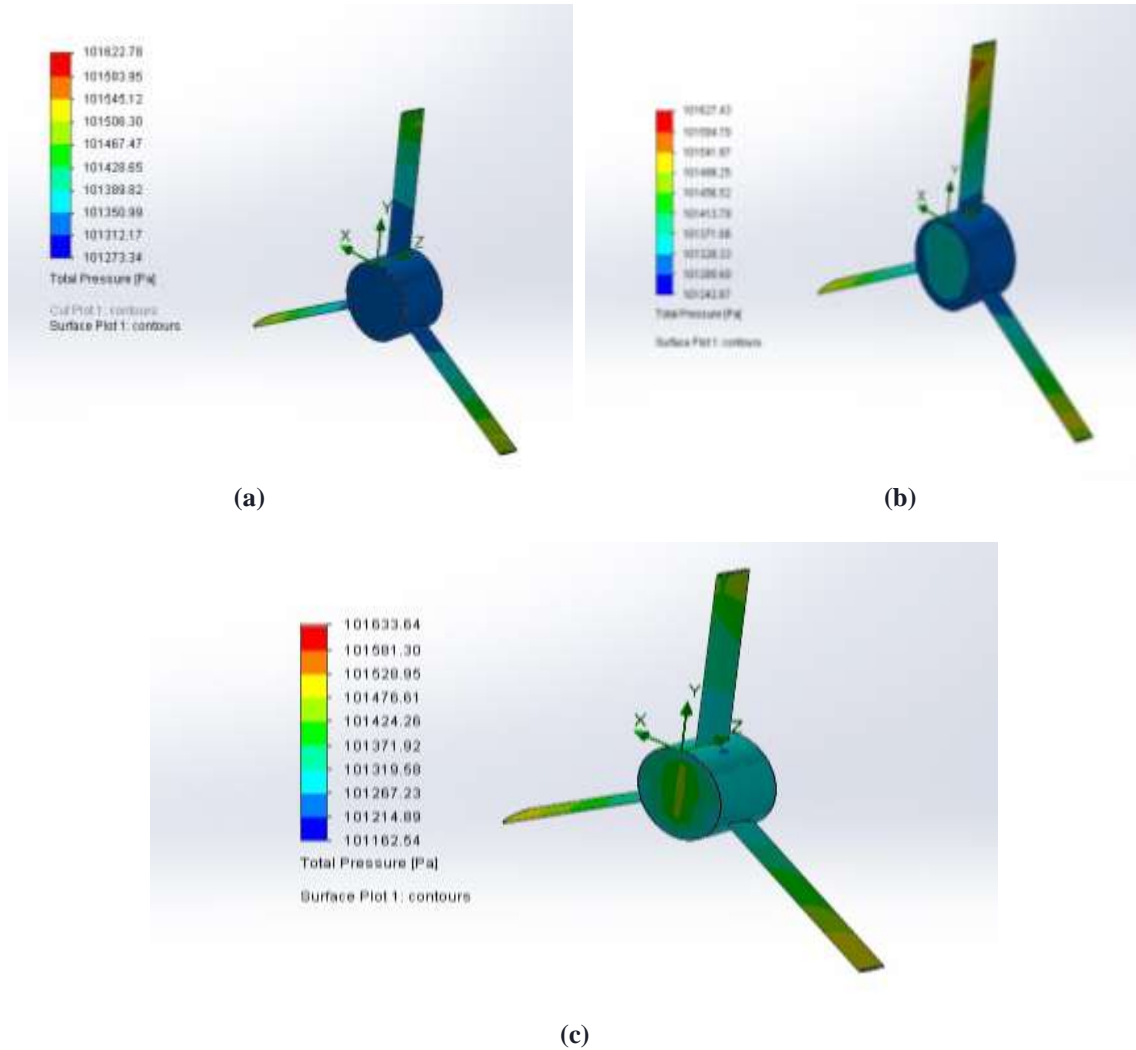 101622.78
101583.95
101545.12
101506.30
101467.47
101428.65
101389.82
101350.99
101312.17
101273.34
Total Pressure [Pa]
Cut Plot 1: contours
Surface Plot 1: contours
Y
X
Z
(a)
101627.43
Total Pressure [Pa]
Surface Plot 1: contours
Y
X
(b)
101633.64
101581.30
101528.95
101476.61
101424.26
101371.92
101319.58
101267.23
101214.89
101162.54
Total Pressure [Pa]
Surface Plot 1: contours
Y
X
Z
(c)